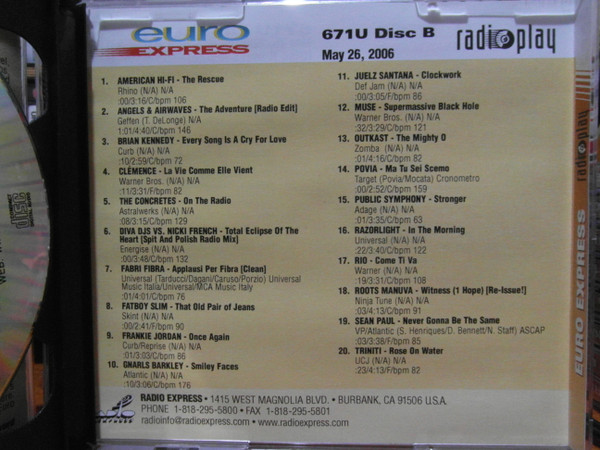 euro
EXPRESS
671U Disc B
May 26, 2006
radioplay
1. AMERICAN HI-FI - The Rescue
Rhino (N/A) N/A
:00/3:16/C/bpm 106
2. ANGELS & AIRWAVES - The Adventure [Radio Edit]
Geffen (T. DeLonge) N/A
1:01/4:40/C/bpm 146
3. BRIAN KENNEDY - Every Song Is A Cry For Love
Curb (N/A) N/A
:10/2:59/C/bpm 72
4. CLÉMENCE - La Vie Comme Elle Vient
Warner Bros. (N/A) N/A
:11/3:31/F/bpm 82
5. THE CONCRETES - On The Radio
Astralwerks (N/A) N/A
:08/3:15/C/bpm 129
6. DIVA DJS VS. NICKI FRENCH - Total Eclipse Of The
Heart [Spit And Polish Radio Mix]
Energise (N/A) N/A
:00/3:48/C/bpm 132
7. FABRI FIBRA - Applausi Per Fibra [Clean]
Universal (Tarducci/Dagani/Caruso/Porzio) Universal
Music Italia/Universal/MCA Music Italy
:01/4:01/C/bpm 76
8. FATBOY SLIM - That Old Pair of Jeans
Skint (N/A) N/A
:00/2:41/F/bpm 90
9. FRANKIE JORDAN - Once Again
Curb/Reprise (N/A) N/A
:01/3:03/C/bpm 86
10. GNARLS BARKLEY - Smiley Faces
Atlantic (N/A) N/A
:10/3:06/C/bpm 176
11. JUELZ SANTANA - Clockwork
Def Jam (N/A) N/A
:00/3:05/F/bpm 86
12. MUSE - Supermassive Black Hole
Warner Bros. (N/A) N/A
:32/3:29/C/bpm 121
13. OUTKAST - The Mighty O
Zomba (N/A) N/A
:01/4:16/C/bpm 82
14. POVIA - Ma Tu Sei Scemo
Target (Povia/Mocata) Cronometro
:00/2:52/C/bpm 159
15. PUBLIC SYMPHONY - Stronger
Adage (N/A) N/A
:01/3:35/C/bpm 63
16. RAZORLIGHT - In The Morning
Universal (N/A) N/A
:22/3:40/C/bpm 122
17. RIO - Come Ti Va
Warner (N/A) N/A
:19/3:31/C/bpm 108
18. ROOTS MANUVA - Witness (1 Hope) [Re-Issue!]
Ninja Tune (N/A) N/A
:03/4:13/C/bpm 91
19. SEAN PAUL - Never Gonna Be The Same
VP/Atlantic (S. Henriques/D. Bennett/N. Staff) ASCAP
:03/3:38/F/bpm 85
20. TRINITI - Rose On Water
UCJ (N/A) N/A
:23/4:13/F/bpm 82
RADIO EXPRESS • 1415 WEST MAGNOLIA BLVD. • BURBANK, CA 91506 U.S.A.
PHONE 1-818-295-5800 • FAX 1-818-295-5801
radioinfo@radioexpress.com • www.radioexpress.com
EURO EXPRESS
radioplay
COMPACT
disc
WEB: